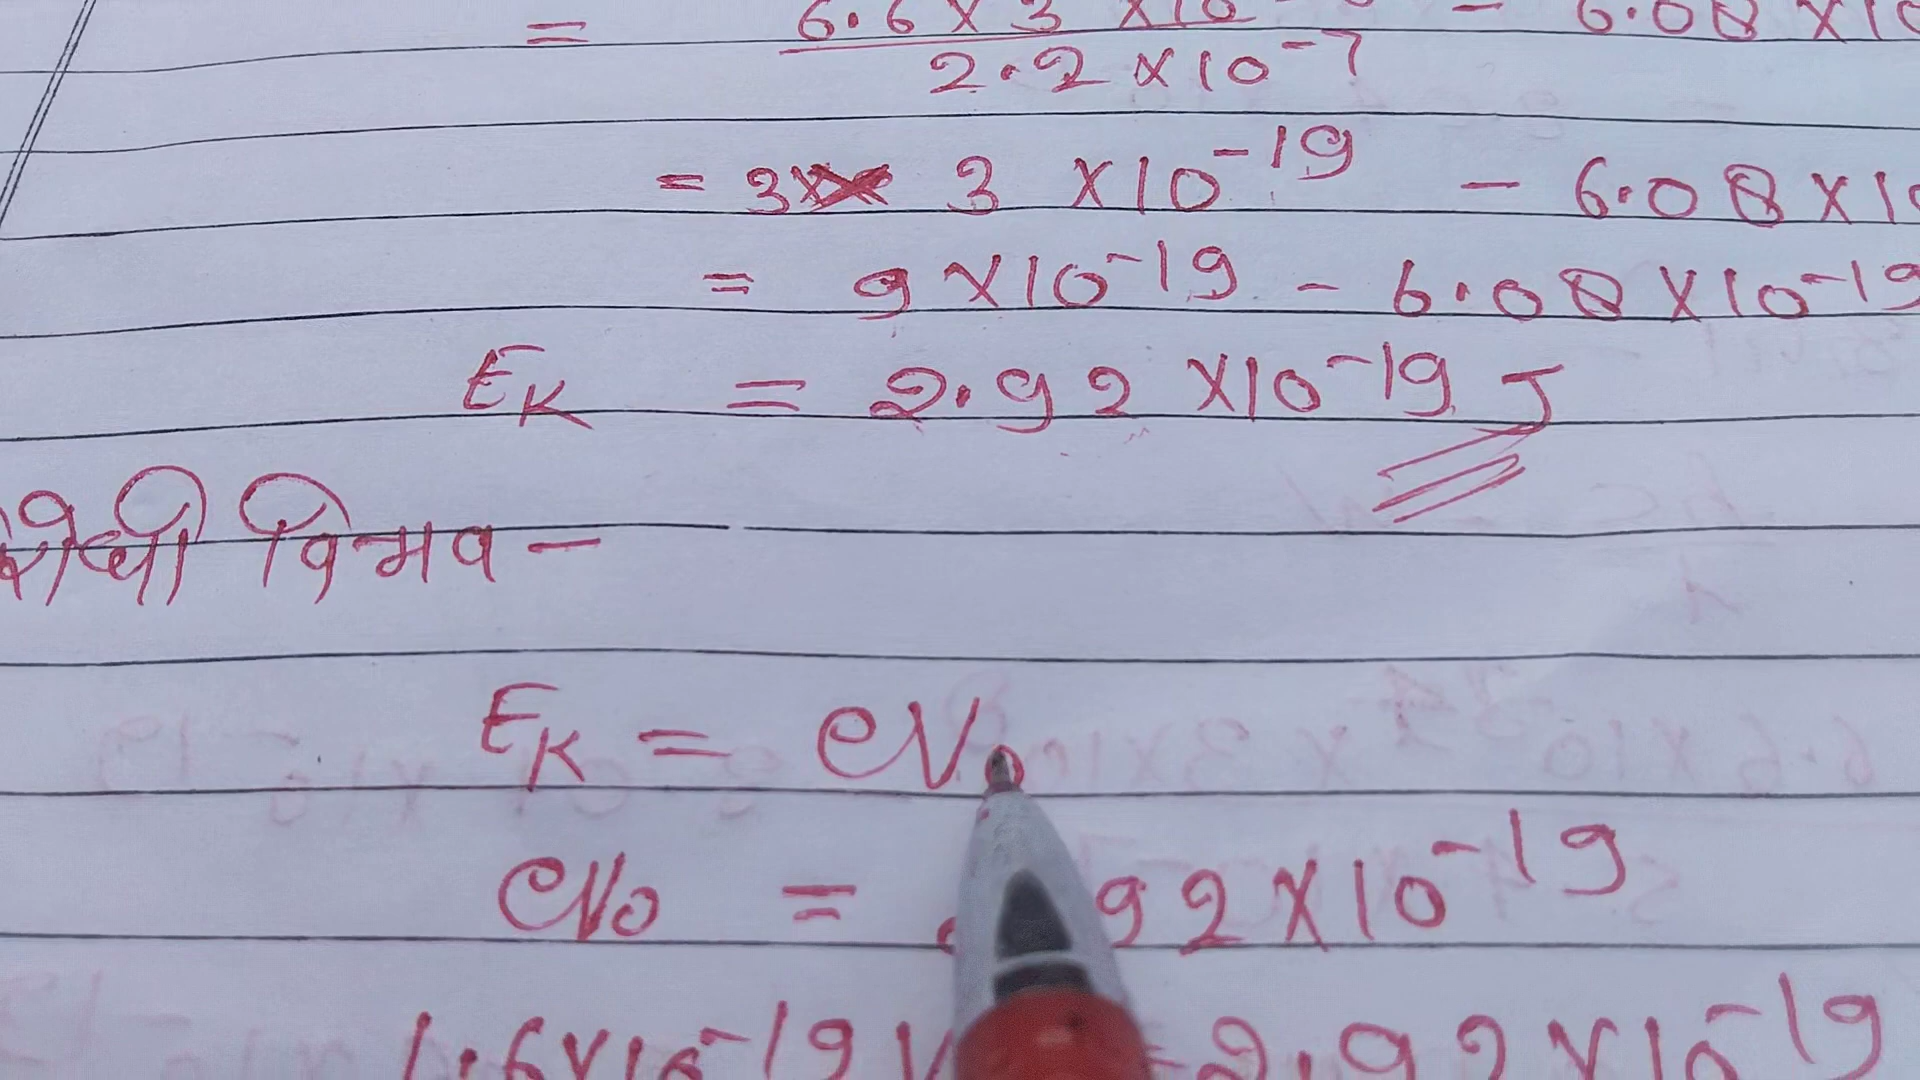 = 6.6 × 3 × 10 - 6.08 × 10
2.2 × 10⁻⁷
= 3 × 3 × 10⁻¹⁹ - 6.08 × 10
= 9 × 10⁻¹⁹ - 6.08 × 10⁻¹⁹
E_K = 2.92 × 10⁻¹⁹ J
रोधी विभव -
E_K = eV₀
eV₀ = 92 × 10⁻¹⁹
1.6 × 10⁻¹⁹ V = 2.92 × 10⁻¹⁹